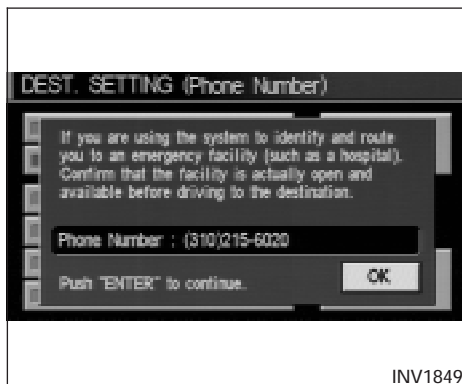 DEST. SETTING (Phone Number)
If you are using the system to identify and route
you to an emergency facility (such as a hospital).
Confirm that the facility is actually open and
available before driving to the destination.
Phone Number : (310)215-6020
OK
Push "ENTER" to continue.
INV1849